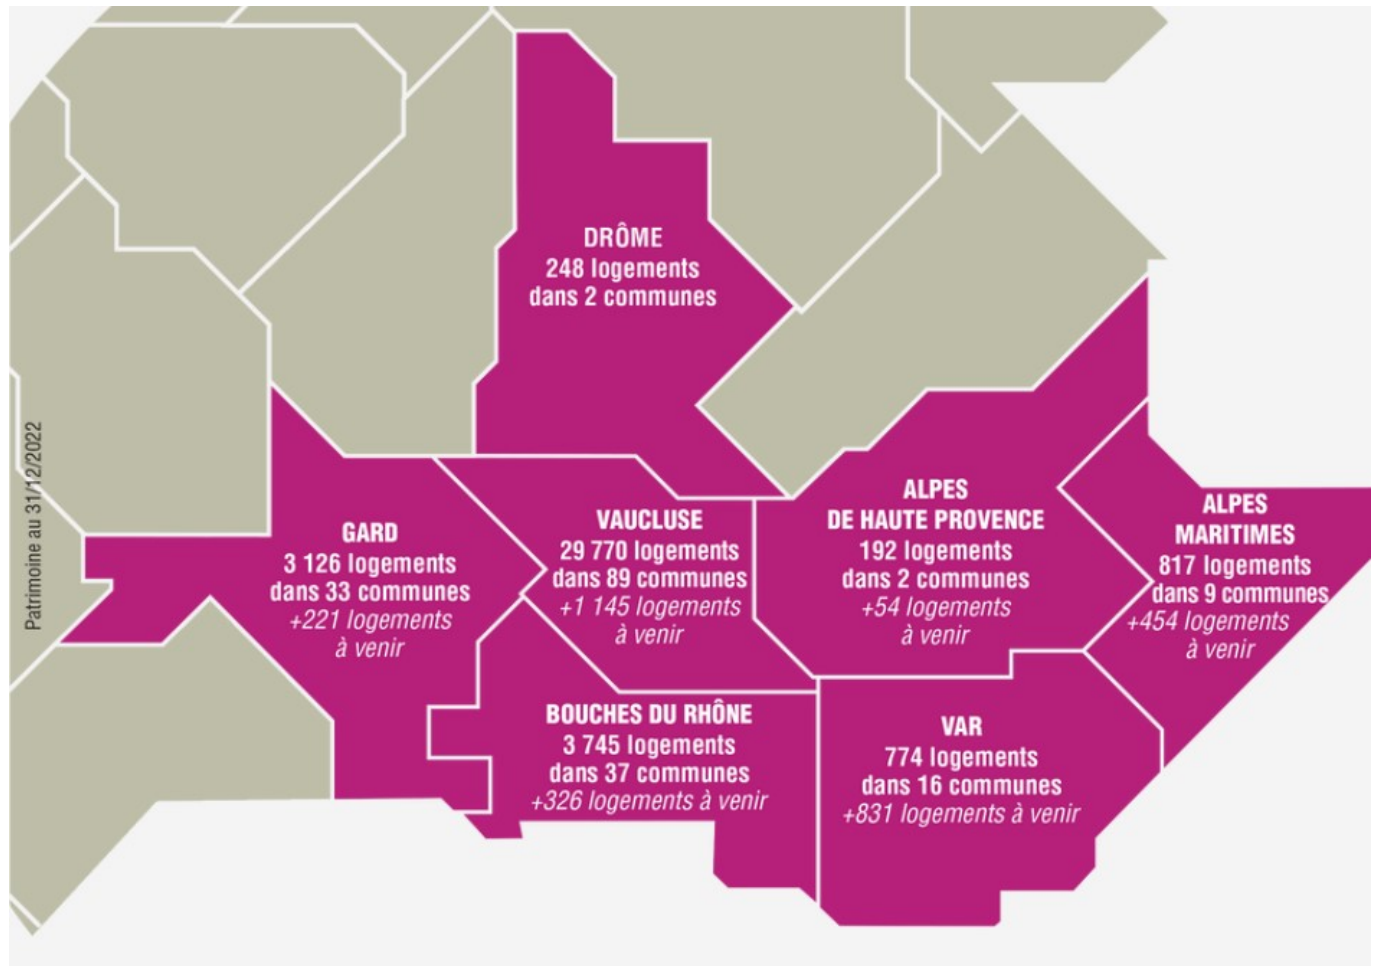 DRÔME
248 logements
dans 2 communes
Patrimoine au 31/12/2022
GARD
3 126 logements
dans 33 communes
+221 logements
à venir
VAUCLUSE
29 770 logements
dans 89 communes
+1 145 logements
à venir
ALPES
DE HAUTE PROVENCE
192 logements
dans 2 communes
+54 logements
à venir
ALPES
MARITIMES
817 logements
dans 9 communes
+454 logements
à venir
BOUCHES DU RHÔNE
3 745 logements
dans 37 communes
+326 logements à venir
VAR
774 logements
dans 16 communes
+831 logements à venir